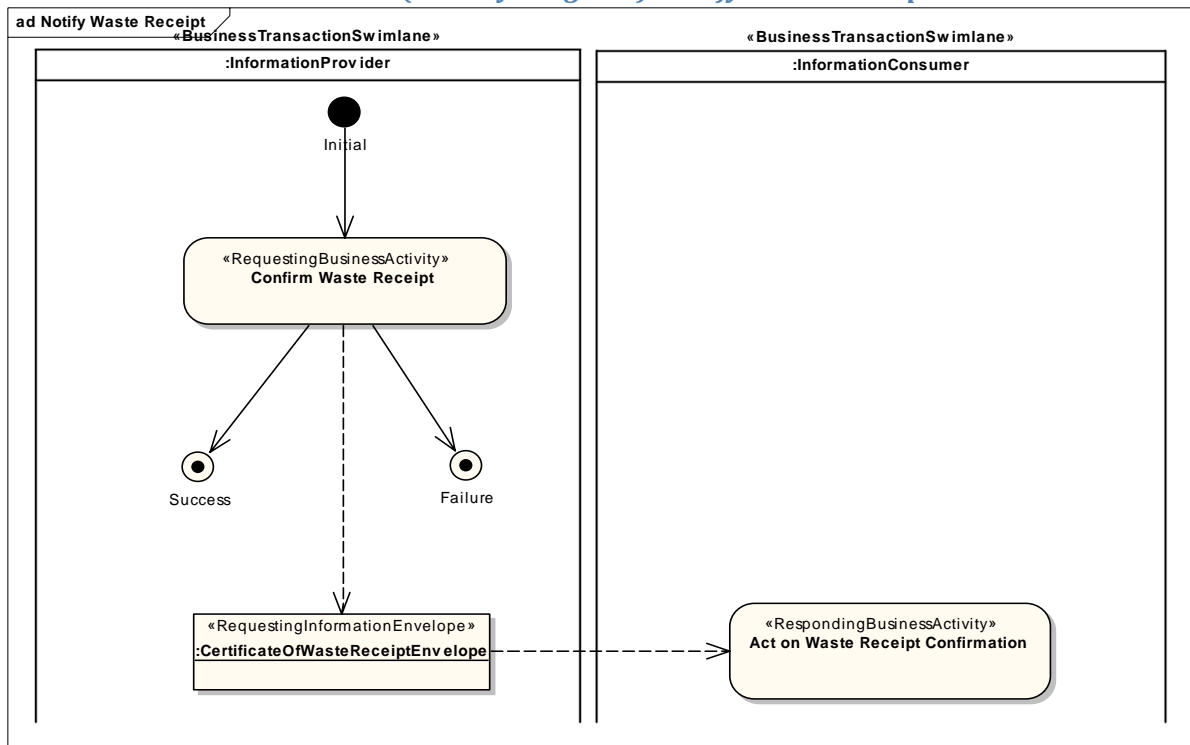 ad Notify Waste Receipt
«BusinessTransactionSwimlane»
:InformationProvider
«BusinessTransactionSwimlane»
:InformationConsumer
Initial
«RequestingBusinessActivity»
Confirm Waste Receipt
Success
Failure
«RequestingInformationEnvelope»
:CertificateOfWasteReceiptEnvelope
«RespondingBusinessActivity»
Act on Waste Receipt Confirmation